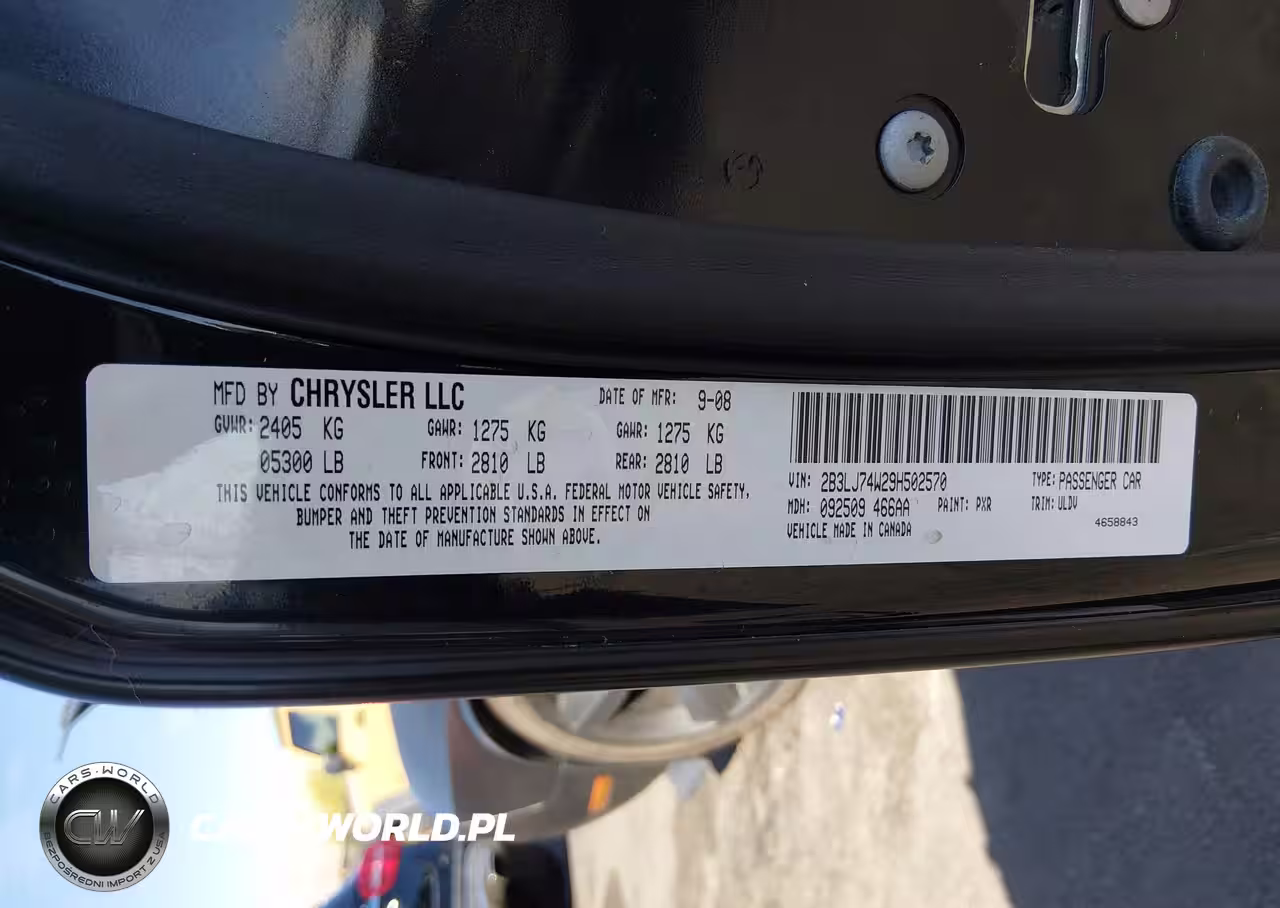 MFD BY CHRYSLER LLC DATE OF MFR: 9-08
GVWR: 2405 KG GAWR: 1275 KG GAWR: 1275 KG
05300 LB FRONT: 2810 LB REAR: 2810 LB
THIS VEHICLE CONFORMS TO ALL APPLICABLE U.S.A. FEDERAL MOTOR VEHICLE SAFETY,
BUMPER AND THEFT PREVENTION STANDARDS IN EFFECT ON
THE DATE OF MANUFACTURE SHOWN ABOVE.
VIN: 2B3LJ74W29H502570 TYPE: PASSENGER CAR
MDH: 092509 466AA PAINT: PXR TRIM: ULDV
VEHICLE MADE IN CANADA 4658843
CARS-WORLD
CW
BEZPOŚREDNI IMPORT Z USA
CARS-WORLD.PL